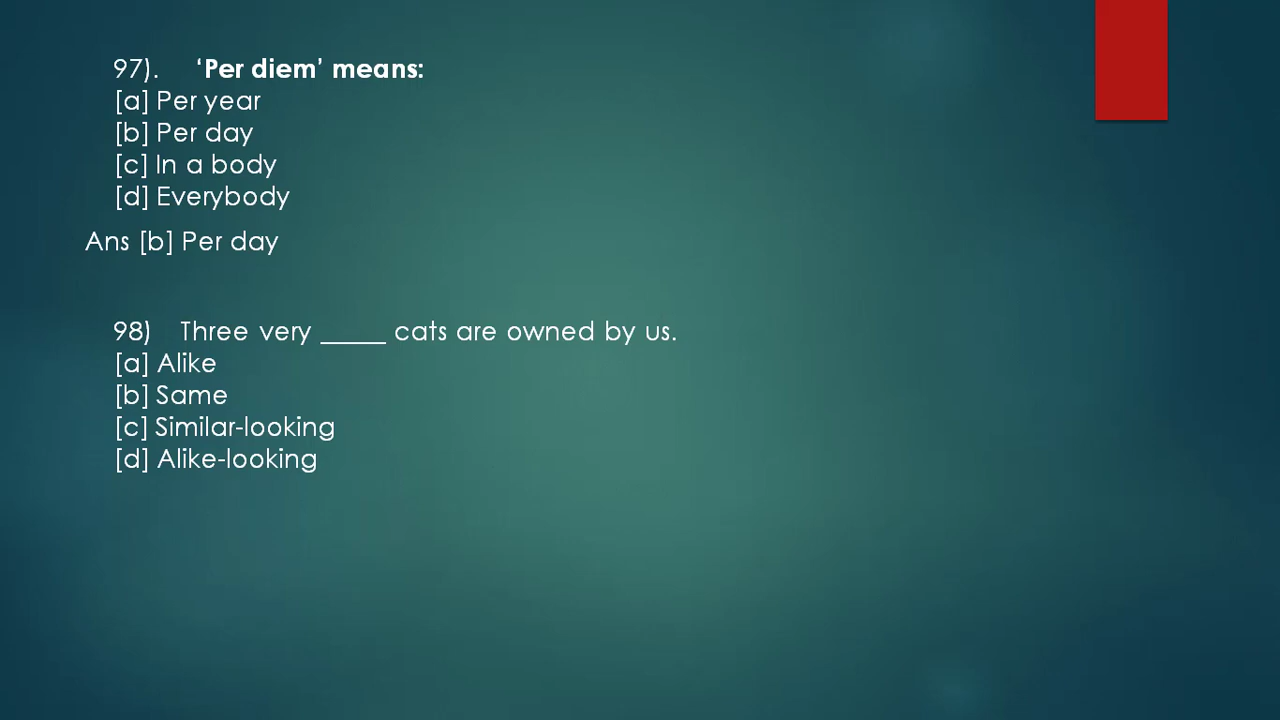 97). ‘Per diem’ means:
[a] Per year
[b] Per day
[c] In a body
[d] Everybody
Ans [b] Per day
98) Three very _____ cats are owned by us.
[a] Alike
[b] Same
[c] Similar-looking
[d] Alike-looking